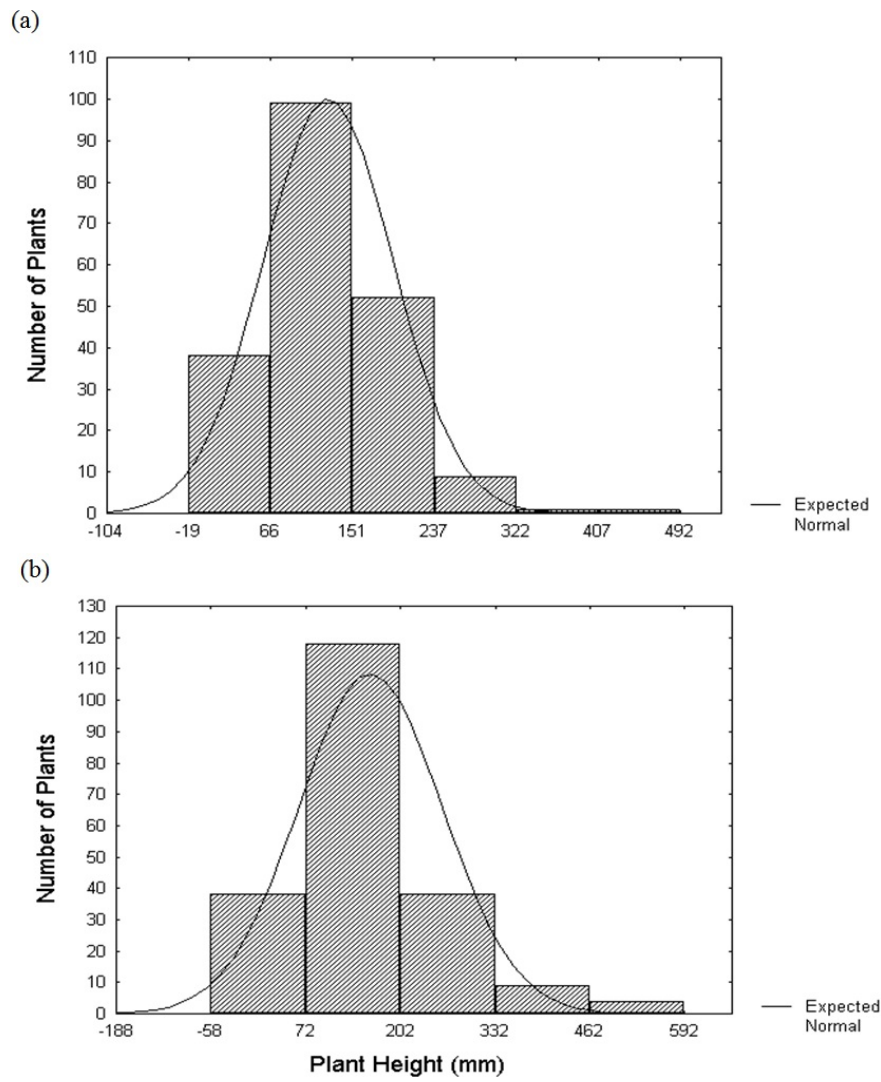 (a)
110
100
90
80
70
60
50
40
30
20
10
0
Number of Plants
-104 -19 66 151 237 322 407 492
Expected
Normal
(b)
130
120
110
100
90
80
70
60
50
40
30
20
10
0
Number of Plants
-188 -58 72 202 332 462 592
Plant Height (mm)
Expected
Normal